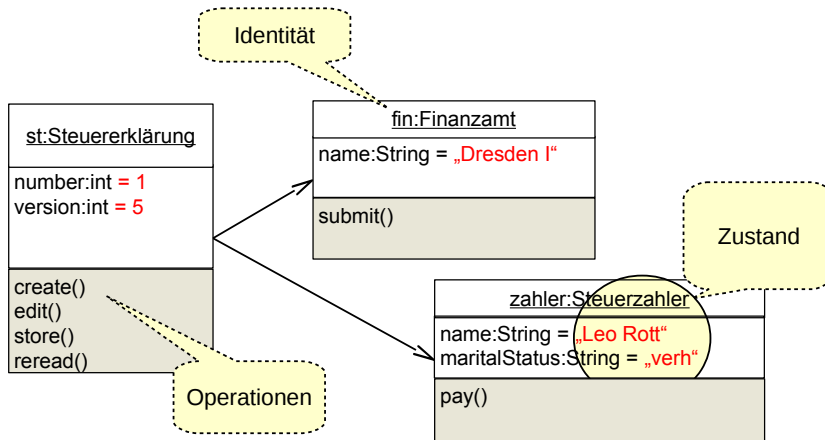 Identität
st:Steuererklärung
number:int = 1
version:int = 5
create()
edit()
store()
reread()
Operationen
fin:Finanzamt
name:String = „Dresden I“
submit()
Zustand
zahler:Steuerzahler
name:String = „Leo Rott“
maritalStatus:String = „verh“
pay()